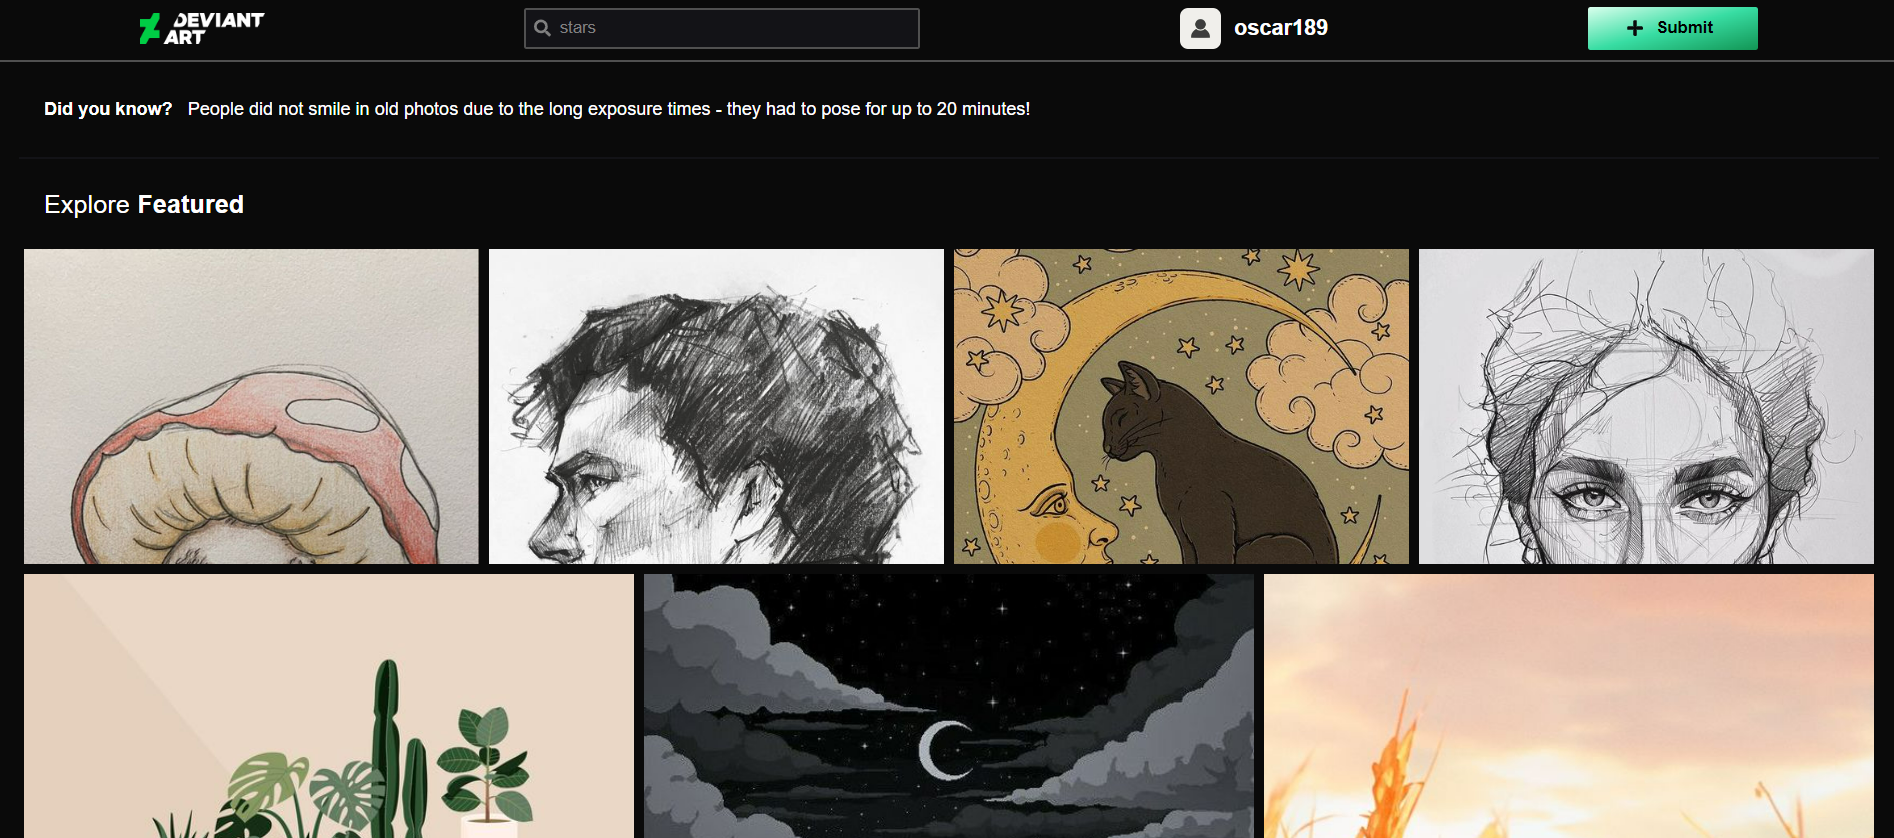 DEVIANT
ART
stars
oscar189
Submit
Did you know? People did not smile in old photos due to the long exposure times - they had to pose for up to 20 minutes!
Explore Featured